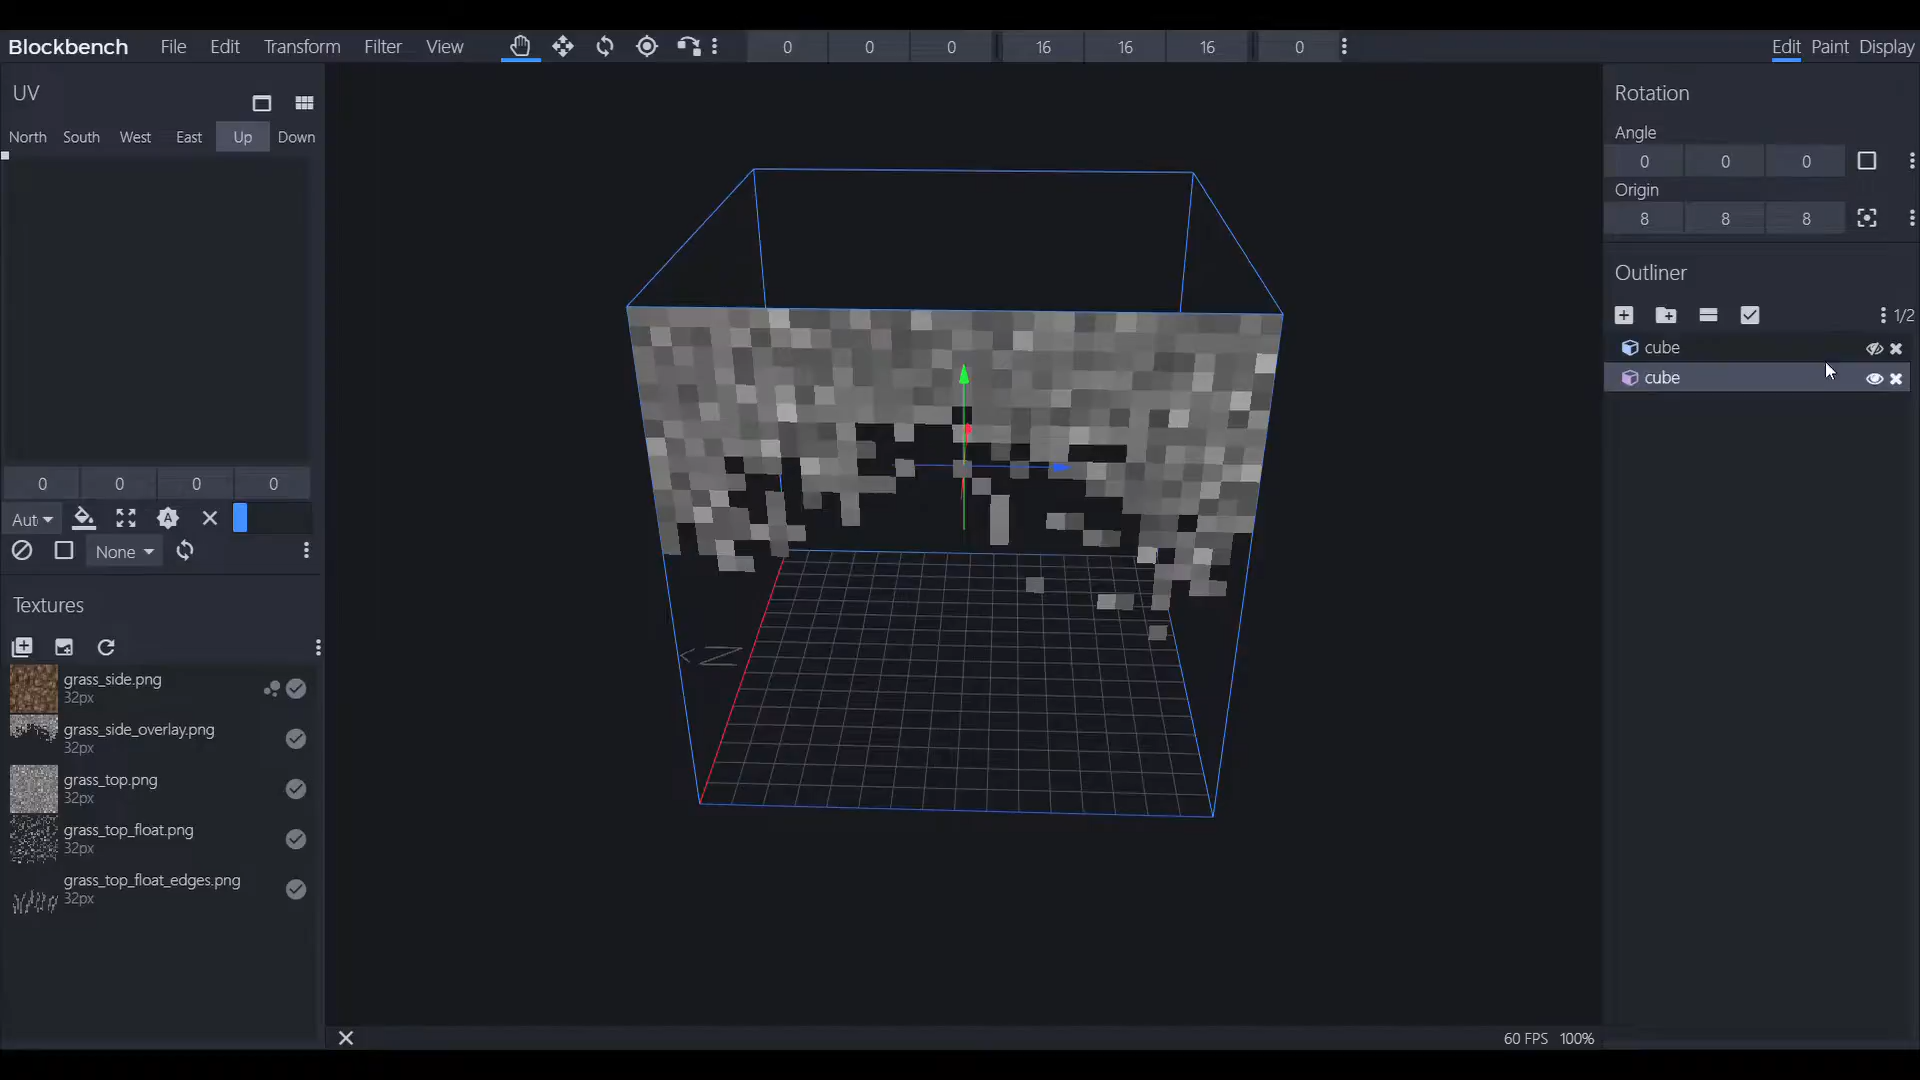 Blockbench File Edit Transform Filter View 0 0 0 16 16 16 0 Edit Paint Display
UV
North South West East Up Down
0 0 0 0
Aut
None
Textures
grass_side.png
32px
grass_side_overlay.png
32px
grass_top.png
32px
grass_top_float.png
32px
grass_top_float_edges.png
32px
N
Rotation
Angle
0 0 0
Origin
8 8 8
Outliner
1/2
cube
cube
60 FPS 100%